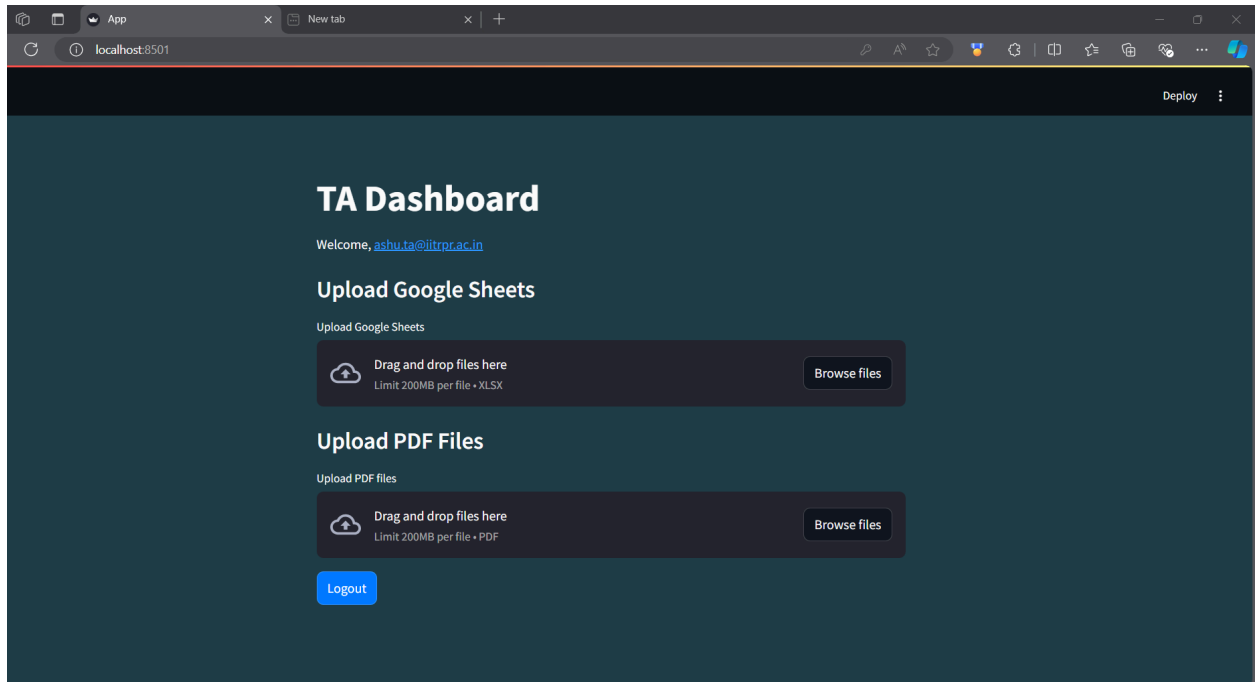 App
New tab
localhost:8501
Deploy
TA Dashboard
Welcome, ashu.ta@iitrpr.ac.in
Upload Google Sheets
Upload Google Sheets
Drag and drop files here
Limit 200MB per file • XLSX
Browse files
Upload PDF Files
Upload PDF files
Drag and drop files here
Limit 200MB per file • PDF
Browse files
Logout